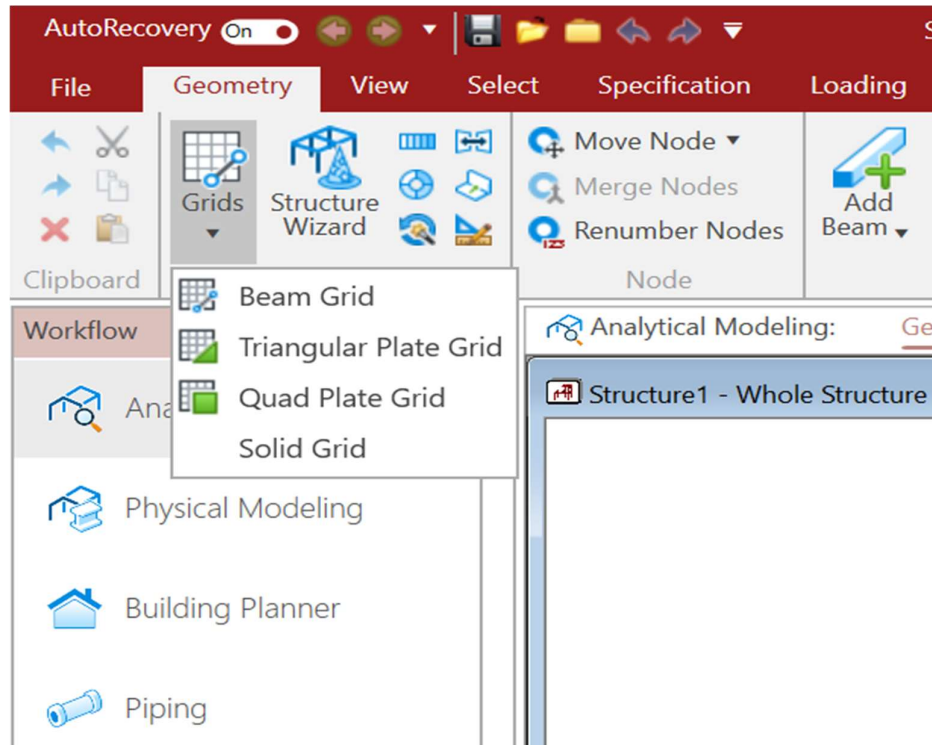 AutoRecovery On S
File Geometry View Select Specification Loading
Grids
Structure
Wizard
Move Node
Merge Nodes
Renumber Nodes
Add
Beam
Clipboard
Node
Beam Grid
Triangular Plate Grid
Quad Plate Grid
Solid Grid
Workflow
Ana
Physical Modeling
Building Planner
Piping
Analytical Modeling: Ge
Structure1 - Whole Structure